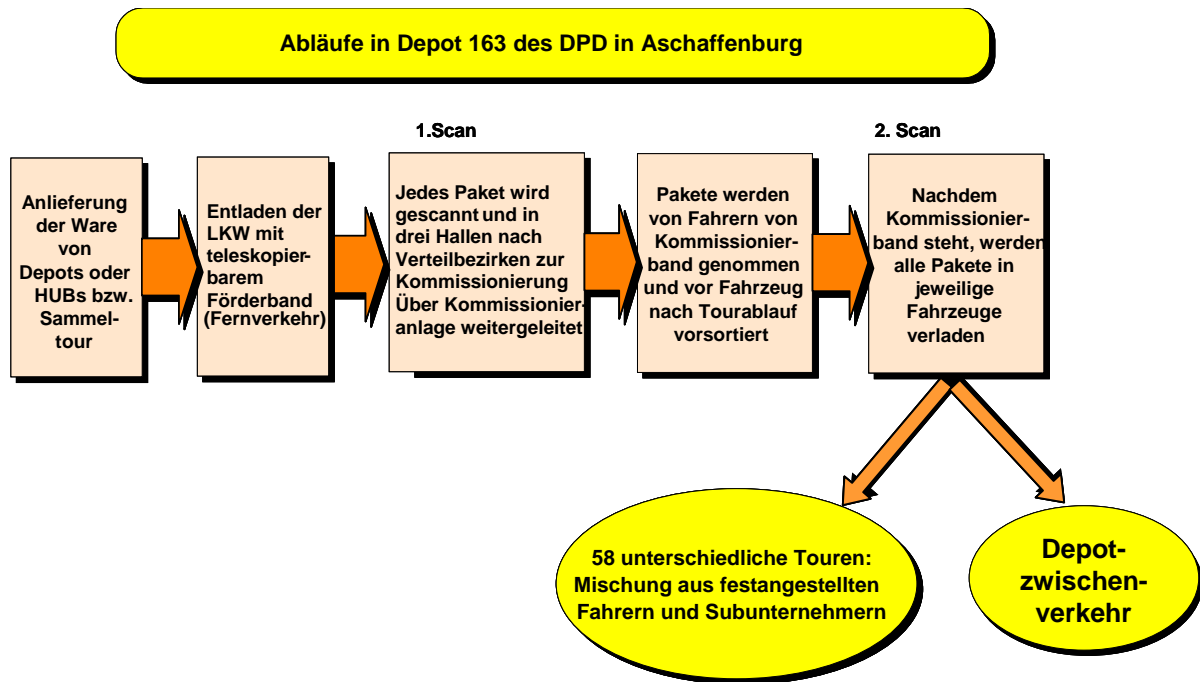 Abläufe in Depot 163 des DPD in Aschaffenburg
Anlieferung
der Ware
von
Depots oder
HUBs bzw.
Sammel-
tour
Entladen der
LKW mit
teleskopier-
barem
Förderband
(Fernverkehr)
1.Scan
Jedes Paket wird
gescannt und in
drei Hallen nach
Verteilbezirken zur
Kommissionierung
Über Kommissionier-
anlage weitergeleitet
Pakete werden
von Fahrern von
Kommissionier-
band genommen
und vor Fahrzeug
nach Tourablauf
vorsortiert
2. Scan
Nachdem
Kommissionier-
band steht, werden
alle Pakete in
jeweilige
Fahrzeuge
verladen
58 unterschiedliche Touren:
Mischung aus festangestellten
Fahrern und Subunternehmern
Depot-
zwischen-
verkehr